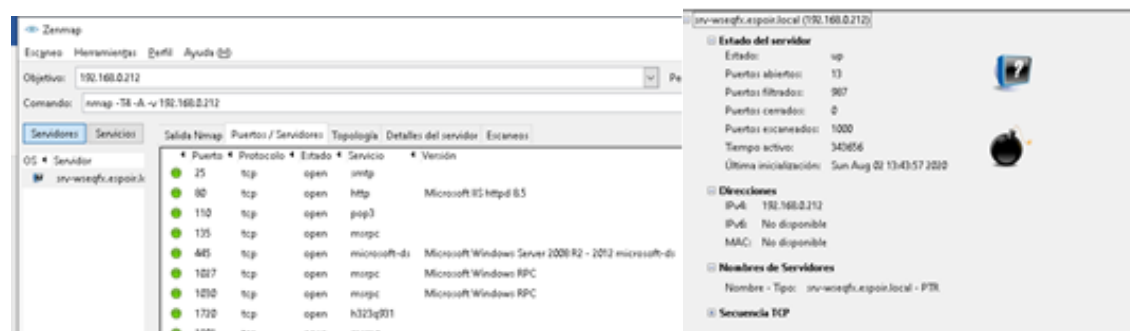 Zenmap
Escaneo Herramientas Perfil Ayuda (H)
Objetivo: 192.168.0.212
Pe
Comando: nmap -T4 -A -v 192.168.0.212
Servidores Servicios
Salida Nmap Puertos / Servidores Topología Detalles del servidor Escaneos
OS Servidor
Puerto Protocolo Estado Servicio Versión
srv-wseqfx.espoir.l
25 tcp open smtp
80 tcp open http Microsoft IIS httpd 8.5
110 tcp open pop3
135 tcp open msrpc
445 tcp open microsoft-ds Microsoft Windows Server 2008 R2 - 2012 microsoft-ds
1027 tcp open msrpc Microsoft Windows RPC
tcp open msrpc Microsoft Windows RPC
1720 tcp open h323q931
srv-wseqfx.espoir.local (192.168.0.212)
Estado del servidor
Estado: up
Puertos abiertos: 13
Puertos filtrados: 987
Puertos cerrados: 0
Puertos escaneados: 1000
Tiempo activo: 343656
Última inicialización: Sun Aug 02 13:43:57 2020
Direcciones
IPv4: 192.168.0.212
IPv6: No disponible
MAC: No disponible
Nombres de Servidores
Nombre - Tipo: srv-wseqfx.espoir.local - PTR
Secuencia TCP